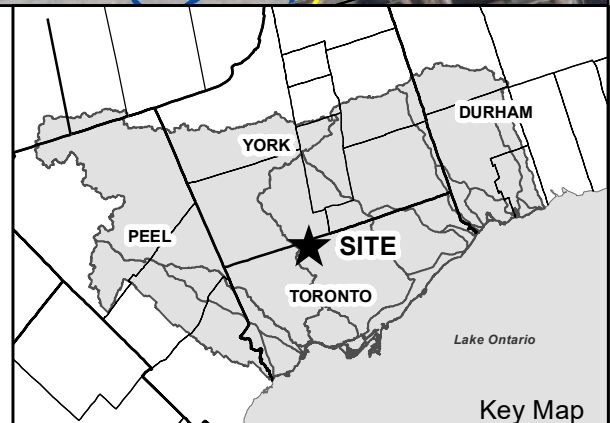 DURHAM
YORK
PEEL
SITE
TORONTO
Lake Ontario
Key Map